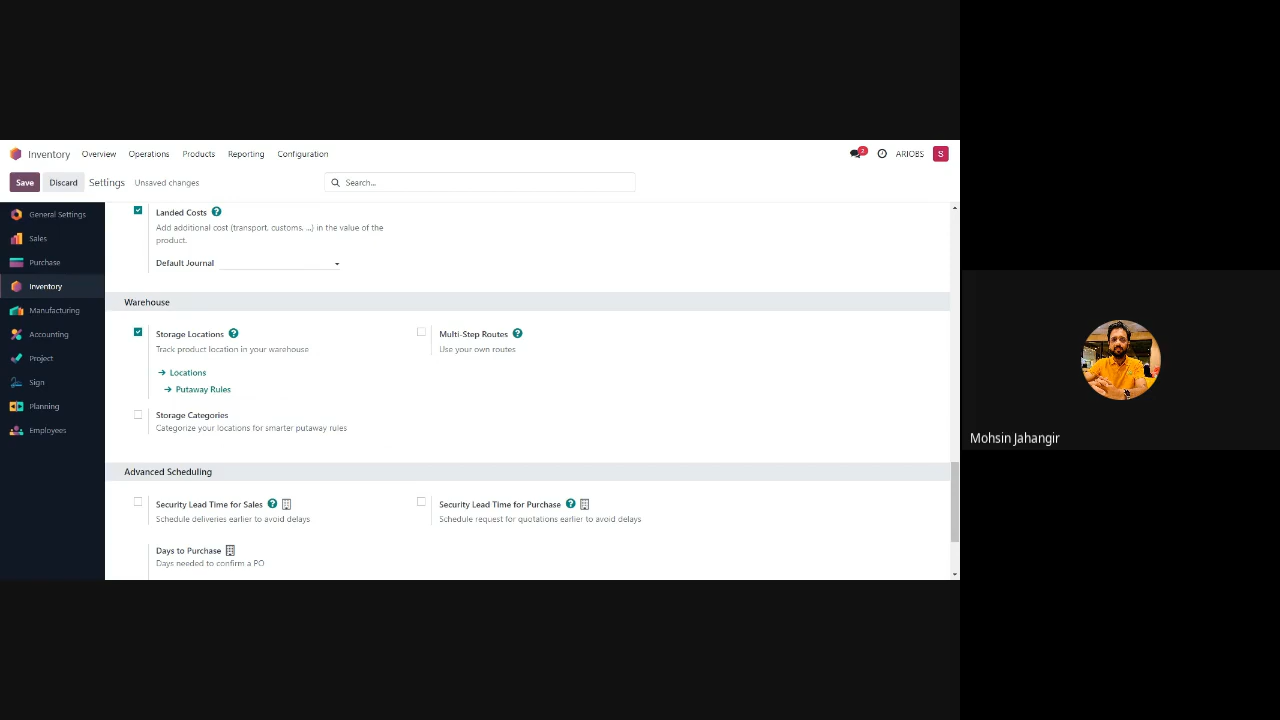 Inventory Overview Operations Products Reporting Configuration 2 ARIOBS S
Save Discard Settings Unsaved changes Search...
General Settings
Sales
Purchase
Inventory
Manufacturing
Accounting
Project
Sign
Planning
Employees
Landed Costs ?
Add additional cost (transport, customs, ...) in the value of the
product.
Default Journal
Warehouse
Storage Locations ?
Track product location in your warehouse
→ Locations
→ Putaway Rules
Multi-Step Routes ?
Use your own routes
Storage Categories
Categorize your locations for smarter putaway rules
Advanced Scheduling
Security Lead Time for Sales ?
Schedule deliveries earlier to avoid delays
Security Lead Time for Purchase ?
Schedule request for quotations earlier to avoid delays
Days to Purchase
Days needed to confirm a PO
Mohsin Jahangir